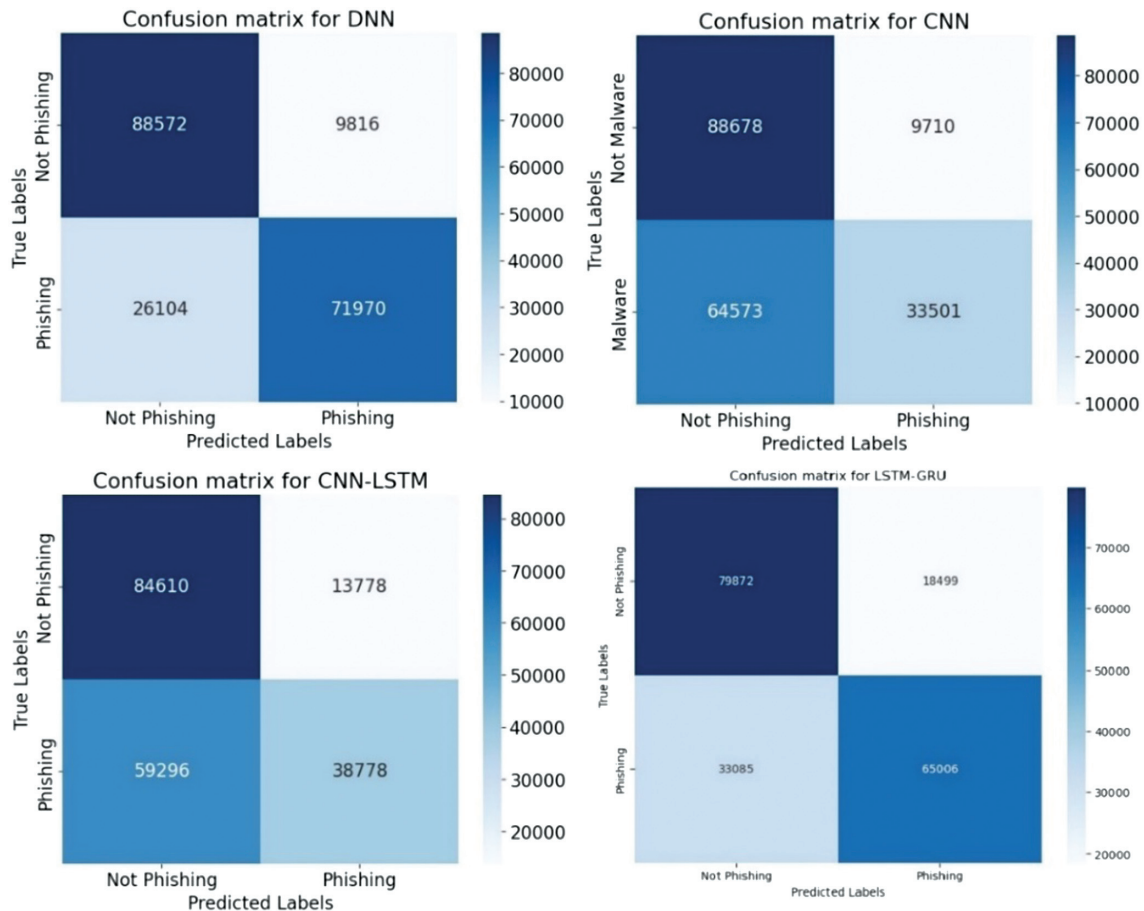 Confusion matrix for DNN
True Labels
Not Phishing
Phishing
88572 9816
26104 71970
Not Phishing Phishing
Predicted Labels
80000
70000
60000
50000
40000
30000
20000
10000
Confusion matrix for CNN
True Labels
Not Malware
Malware
88678 9710
64573 33501
Not Phishing Phishing
Predicted Labels
80000
70000
60000
50000
40000
30000
20000
10000
Confusion matrix for CNN-LSTM
True Labels
Not Phishing
Phishing
84610 13778
59296 38778
Not Phishing Phishing
Predicted Labels
80000
70000
60000
50000
40000
30000
20000
Confusion matrix for LSTM-GRU
True Labels
Not Phishing
Phishing
79872 18499
33085 65006
Not Phishing Phishing
Predicted Labels
70000
60000
50000
40000
30000
20000